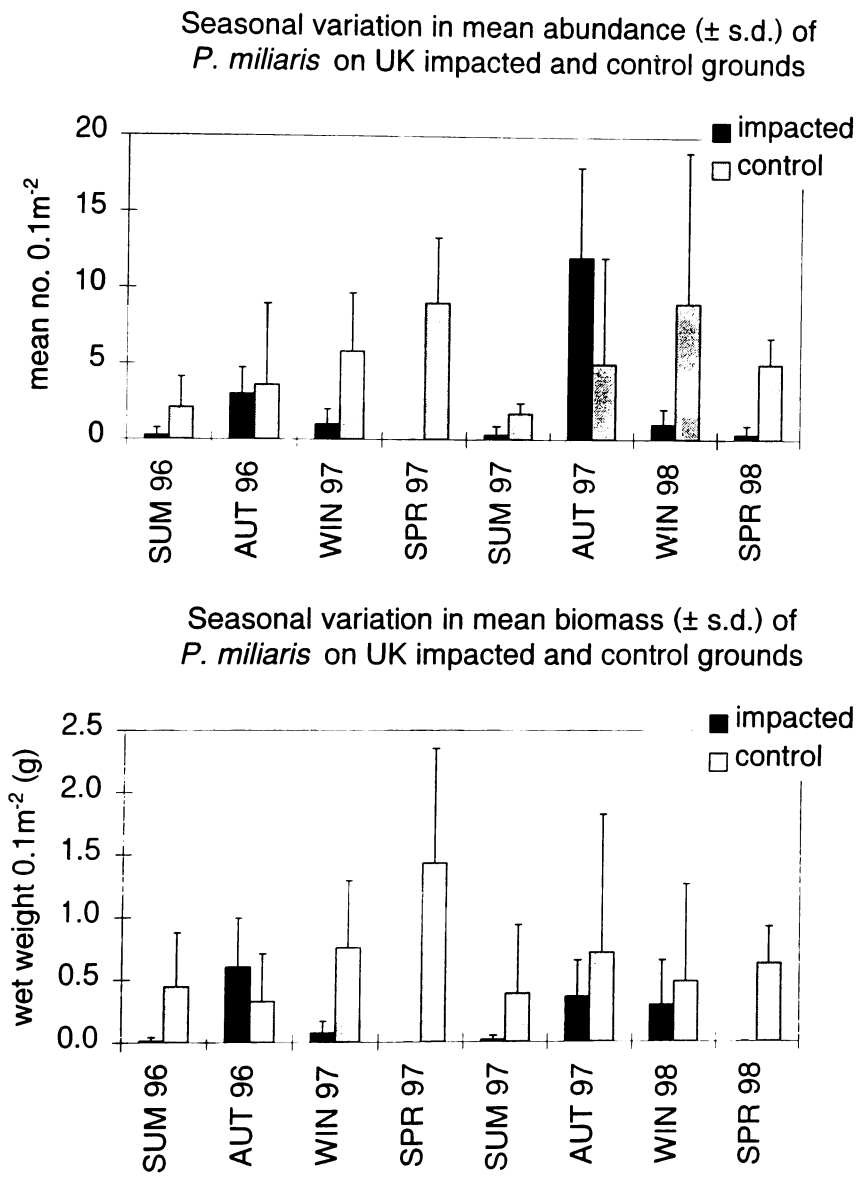 Seasonal variation in mean abundance (± s.d.) of
P. miliaris on UK impacted and control grounds
impacted
control
mean no. 0.1m-2
20
15
10
5
0
SUM 96
AUT 96
WIN 97
SPR 97
SUM 97
AUT 97
WIN 98
SPR 98
Seasonal variation in mean biomass (± s.d.) of
P. miliaris on UK impacted and control grounds
impacted
control
wet weight 0.1m-2 (g)
2.5
2.0
1.5
1.0
0.5
0.0
SUM 96
AUT 96
WIN 97
SPR 97
SUM 97
AUT 97
WIN 98
SPR 98